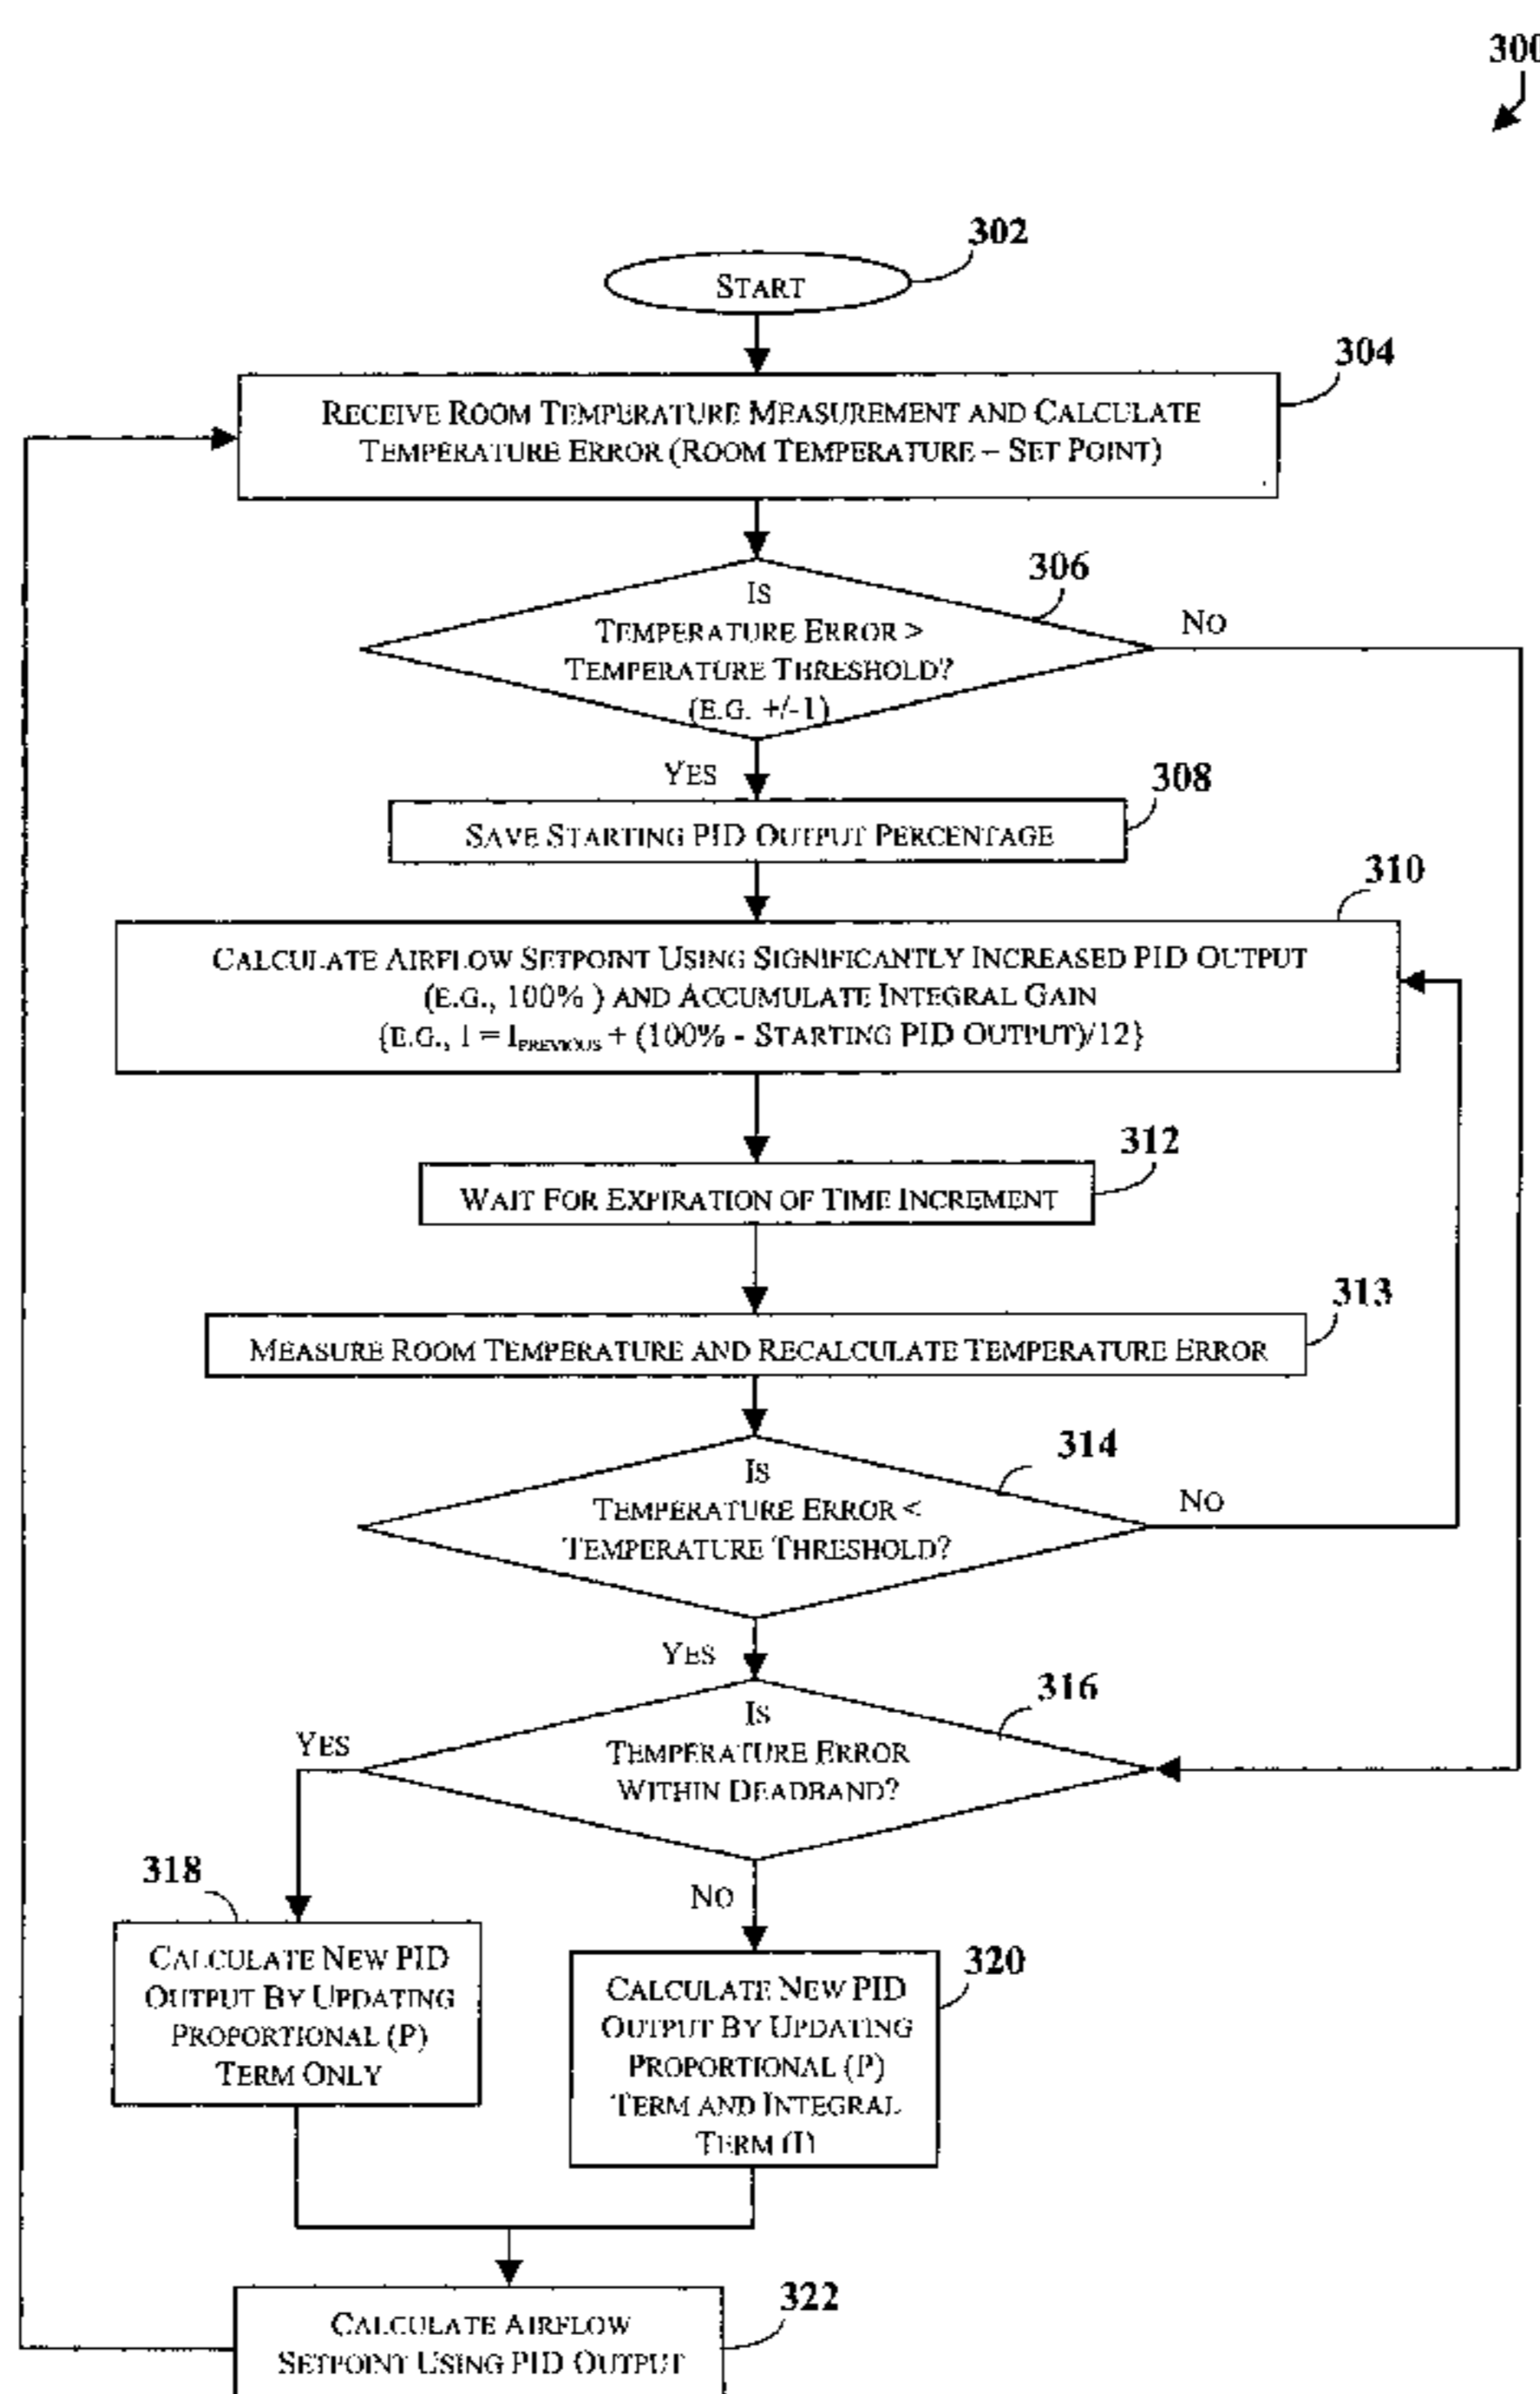 300
302
START
304
RECEIVE ROOM TEMPERATURE MEASUREMENT AND CALCULATE
TEMPERATURE ERROR (ROOM TEMPERATURE – SET POINT)
306
IS
TEMPERATURE ERROR >
TEMPERATURE THRESHOLD?
(E.G. +/-1)
NO
YES
308
SAVE STARTING PID OUTPUT PERCENTAGE
310
CALCULATE AIRFLOW SETPOINT USING SIGNIFICANTLY INCREASED PID OUTPUT
(E.G., 100% ) AND ACCUMULATE INTEGRAL GAIN
{E.G., I = IPREVIOUS + (100% - STARTING PID OUTPUT)/12}
312
WAIT FOR EXPIRATION OF TIME INCREMENT
313
MEASURE ROOM TEMPERATURE AND RECALCULATE TEMPERATURE ERROR
314
IS
TEMPERATURE ERROR <
TEMPERATURE THRESHOLD?
NO
YES
316
IS
TEMPERATURE ERROR
WITHIN DEADBAND?
YES
NO
318
CALCULATE NEW PID
OUTPUT BY UPDATING
PROPORTIONAL (P)
TERM ONLY
320
CALCULATE NEW PID
OUTPUT BY UPDATING
PROPORTIONAL (P)
TERM AND INTEGRAL
TERM (I)
322
CALCULATE AIRFLOW
SETPOINT USING PID OUTPUT